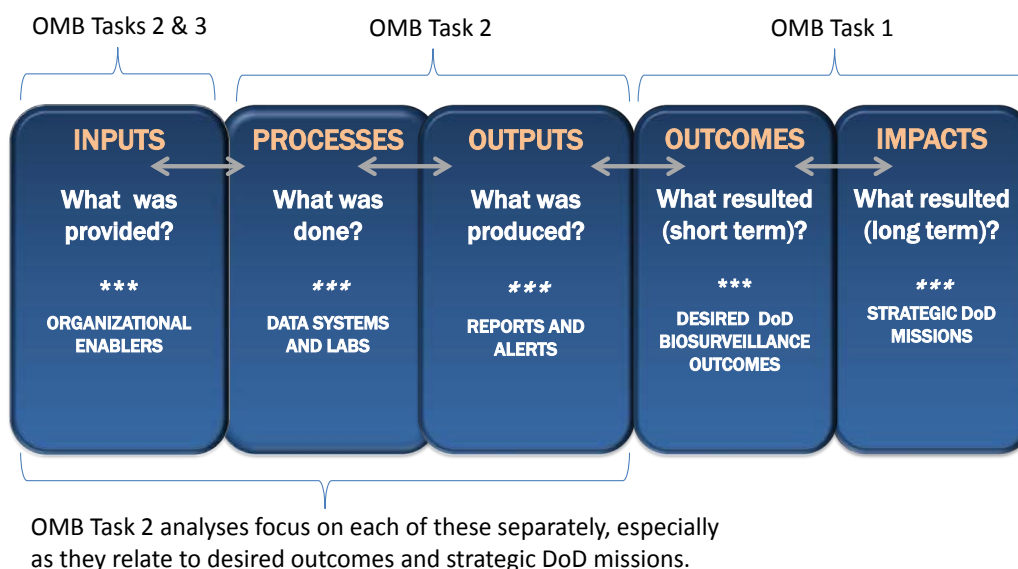 OMB Tasks 2 & 3
OMB Task 2
OMB Task 1
INPUTS
What was
provided?
***
ORGANIZATIONAL
ENABLERS
PROCESSES
What was
done?
***
DATA SYSTEMS
AND LABS
OUTPUTS
What was
produced?
***
REPORTS AND
ALERTS
OUTCOMES
What resulted
(short term)?
***
DESIRED DoD
BIOSURVEILLANCE
OUTCOMES
IMPACTS
What resulted
(long term)?
***
STRATEGIC DoD
MISSIONS
OMB Task 2 analyses focus on each of these separately, especially
as they relate to desired outcomes and strategic DoD missions.